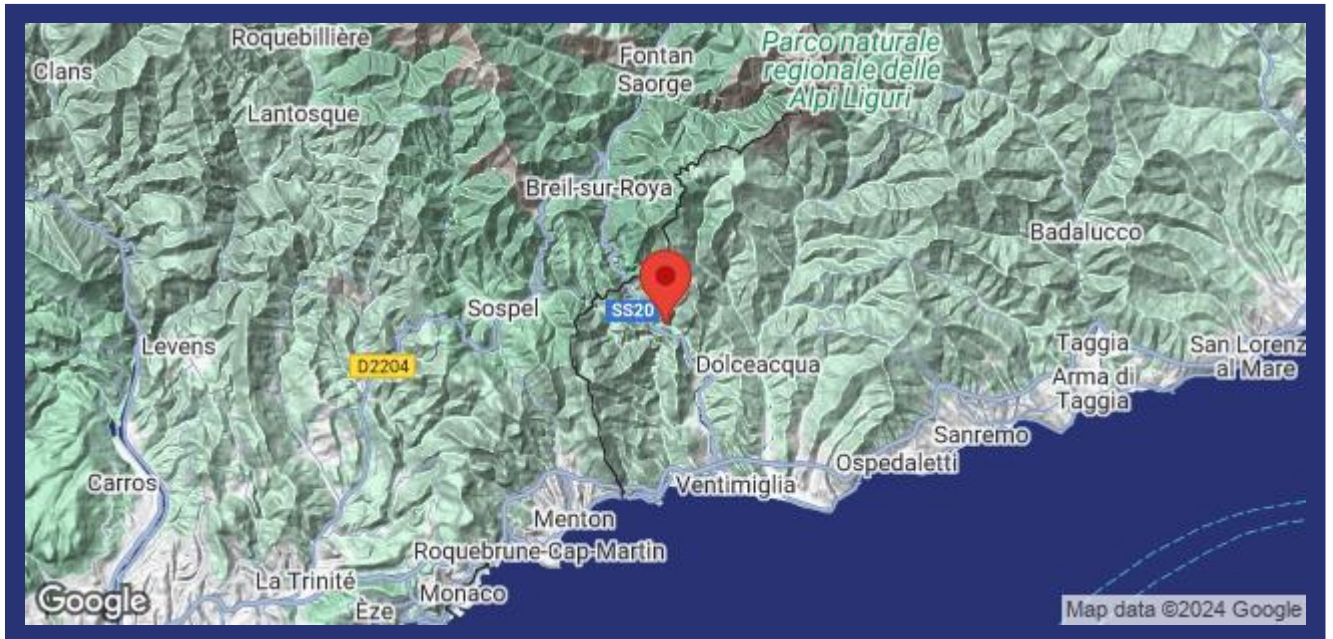 Roquebillière
Clans
Fontan
Saorge
Parco naturale
regionale delle
Alpi Liguri
Lantosque
Breil-sur-Roya
Badalucco
Sospel
SS20
Levens
D2204
Dolceacqua
Taggia
San Lorenz
al Mare
Arma di
Taggia
Sanremo
Ospedaletti
Carros
Ventimiglia
Menton
Roquebrune-Cap-Martin
La Trinité
Monaco
Èze
Google
Map data ©2024 Google